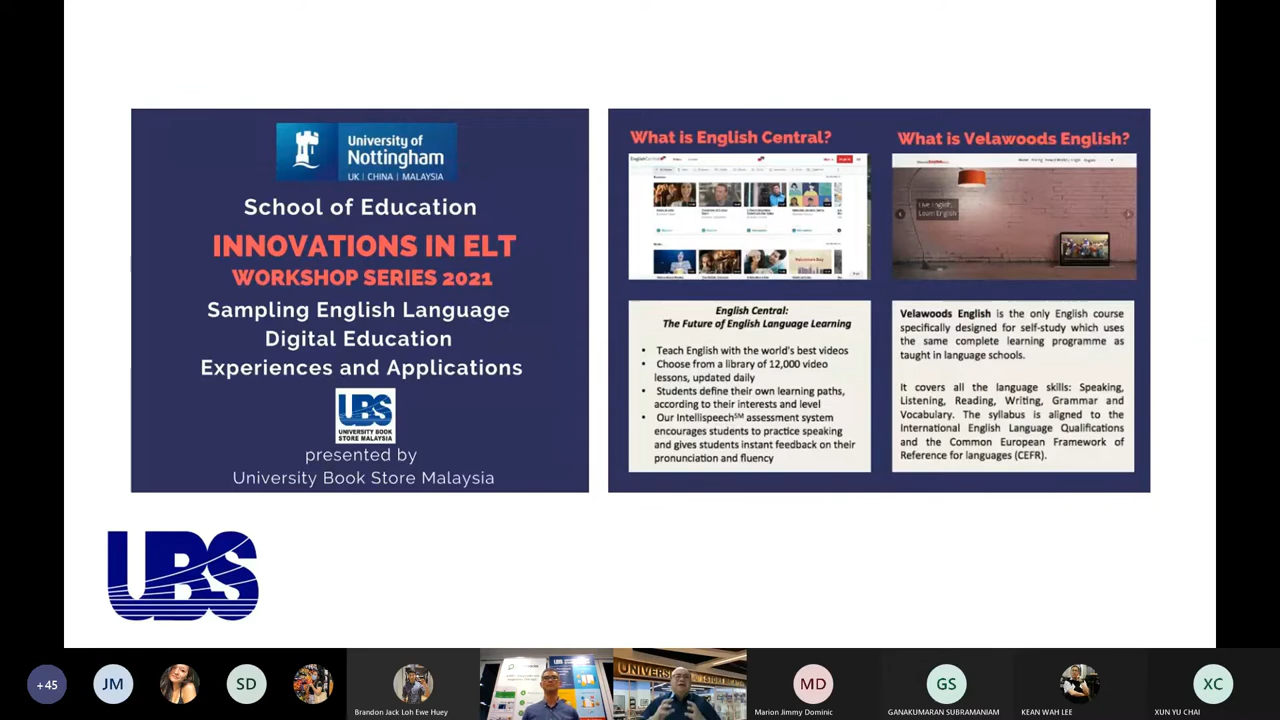 University of
Nottingham
UK | CHINA | MALAYSIA
School of Education
INNOVATIONS IN ELT
WORKSHOP SERIES 2021
Sampling English Language
Digital Education
Experiences and Applications
UBS
UNIVERSITY BOOK
STORE MALAYSIA
presented by
University Book Store Malaysia
What is English Central?
English Central:
The Future of English Language Learning
• Teach English with the world's best videos
• Choose from a library of 12,000 video
lessons, updated daily
• Students define their own learning paths,
according to their interests and level
• Our Intellispeech℠ assessment system
encourages students to practice speaking
and gives students instant feedback on their
pronunciation and fluency
What is Velawoods English?
Live English,
Learn English
Velawoods English is the only English course
specifically designed for self-study which uses
the same complete learning programme as
taught in language schools.
It covers all the language skills: Speaking,
Listening, Reading, Writing, Grammar and
Vocabulary. The syllabus is aligned to the
International English Language Qualifications
and the Common European Framework of
Reference for languages (CEFR).
UBS
+45
JM
SD
Brandon Jack Loh Ewe Huey
UBS
MD
Marion Jimmy Dominic
GS
GANAKUMARAN SUBRAMANIAM
KEAN WAH LEE
XC
XUN YU CHAI